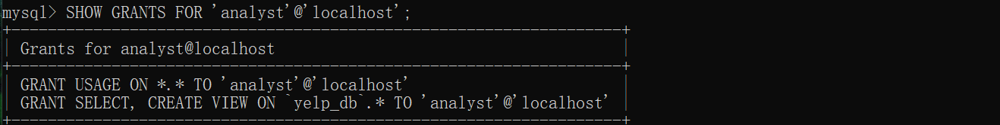 mysql> SHOW GRANTS FOR 'analyst'@'localhost';
+---------------------------------------------------------------------+
| Grants for analyst@localhost                                        |
+---------------------------------------------------------------------+
| GRANT USAGE ON *.* TO 'analyst'@'localhost'                         |
| GRANT SELECT, CREATE VIEW ON `yelp_db`.* TO 'analyst'@'localhost' |
+---------------------------------------------------------------------+